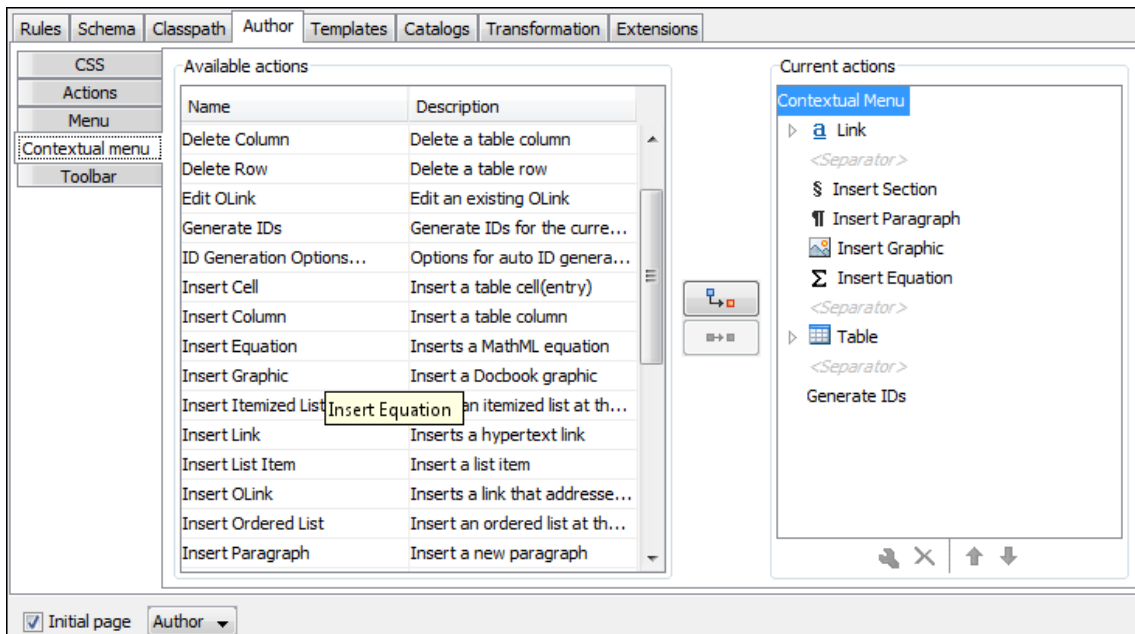 Rules Schema Classpath Author Templates Catalogs Transformation Extensions
CSS
Actions
Menu
Contextual menu
Toolbar
Available actions
Name Description
Delete Column Delete a table column
Delete Row Delete a table row
Edit OLink Edit an existing OLink
Generate IDs Generate IDs for the curre...
ID Generation Options... Options for auto ID genera...
Insert Cell Insert a table cell(entry)
Insert Column Insert a table column
Insert Equation Inserts a MathML equation
Insert Graphic Insert a Docbook graphic
Insert Itemized List an itemized list at th...
Insert Equation
Insert Link Inserts a hypertext link
Insert List Item Insert a list item
Insert OLink Inserts a link that addresse...
Insert Ordered List Insert an ordered list at th...
Insert Paragraph Insert a new paragraph
Current actions
Contextual Menu
a Link
<Separator>
§ Insert Section
¶ Insert Paragraph
Insert Graphic
Σ Insert Equation
<Separator>
Table
<Separator>
Generate IDs
Initial page Author